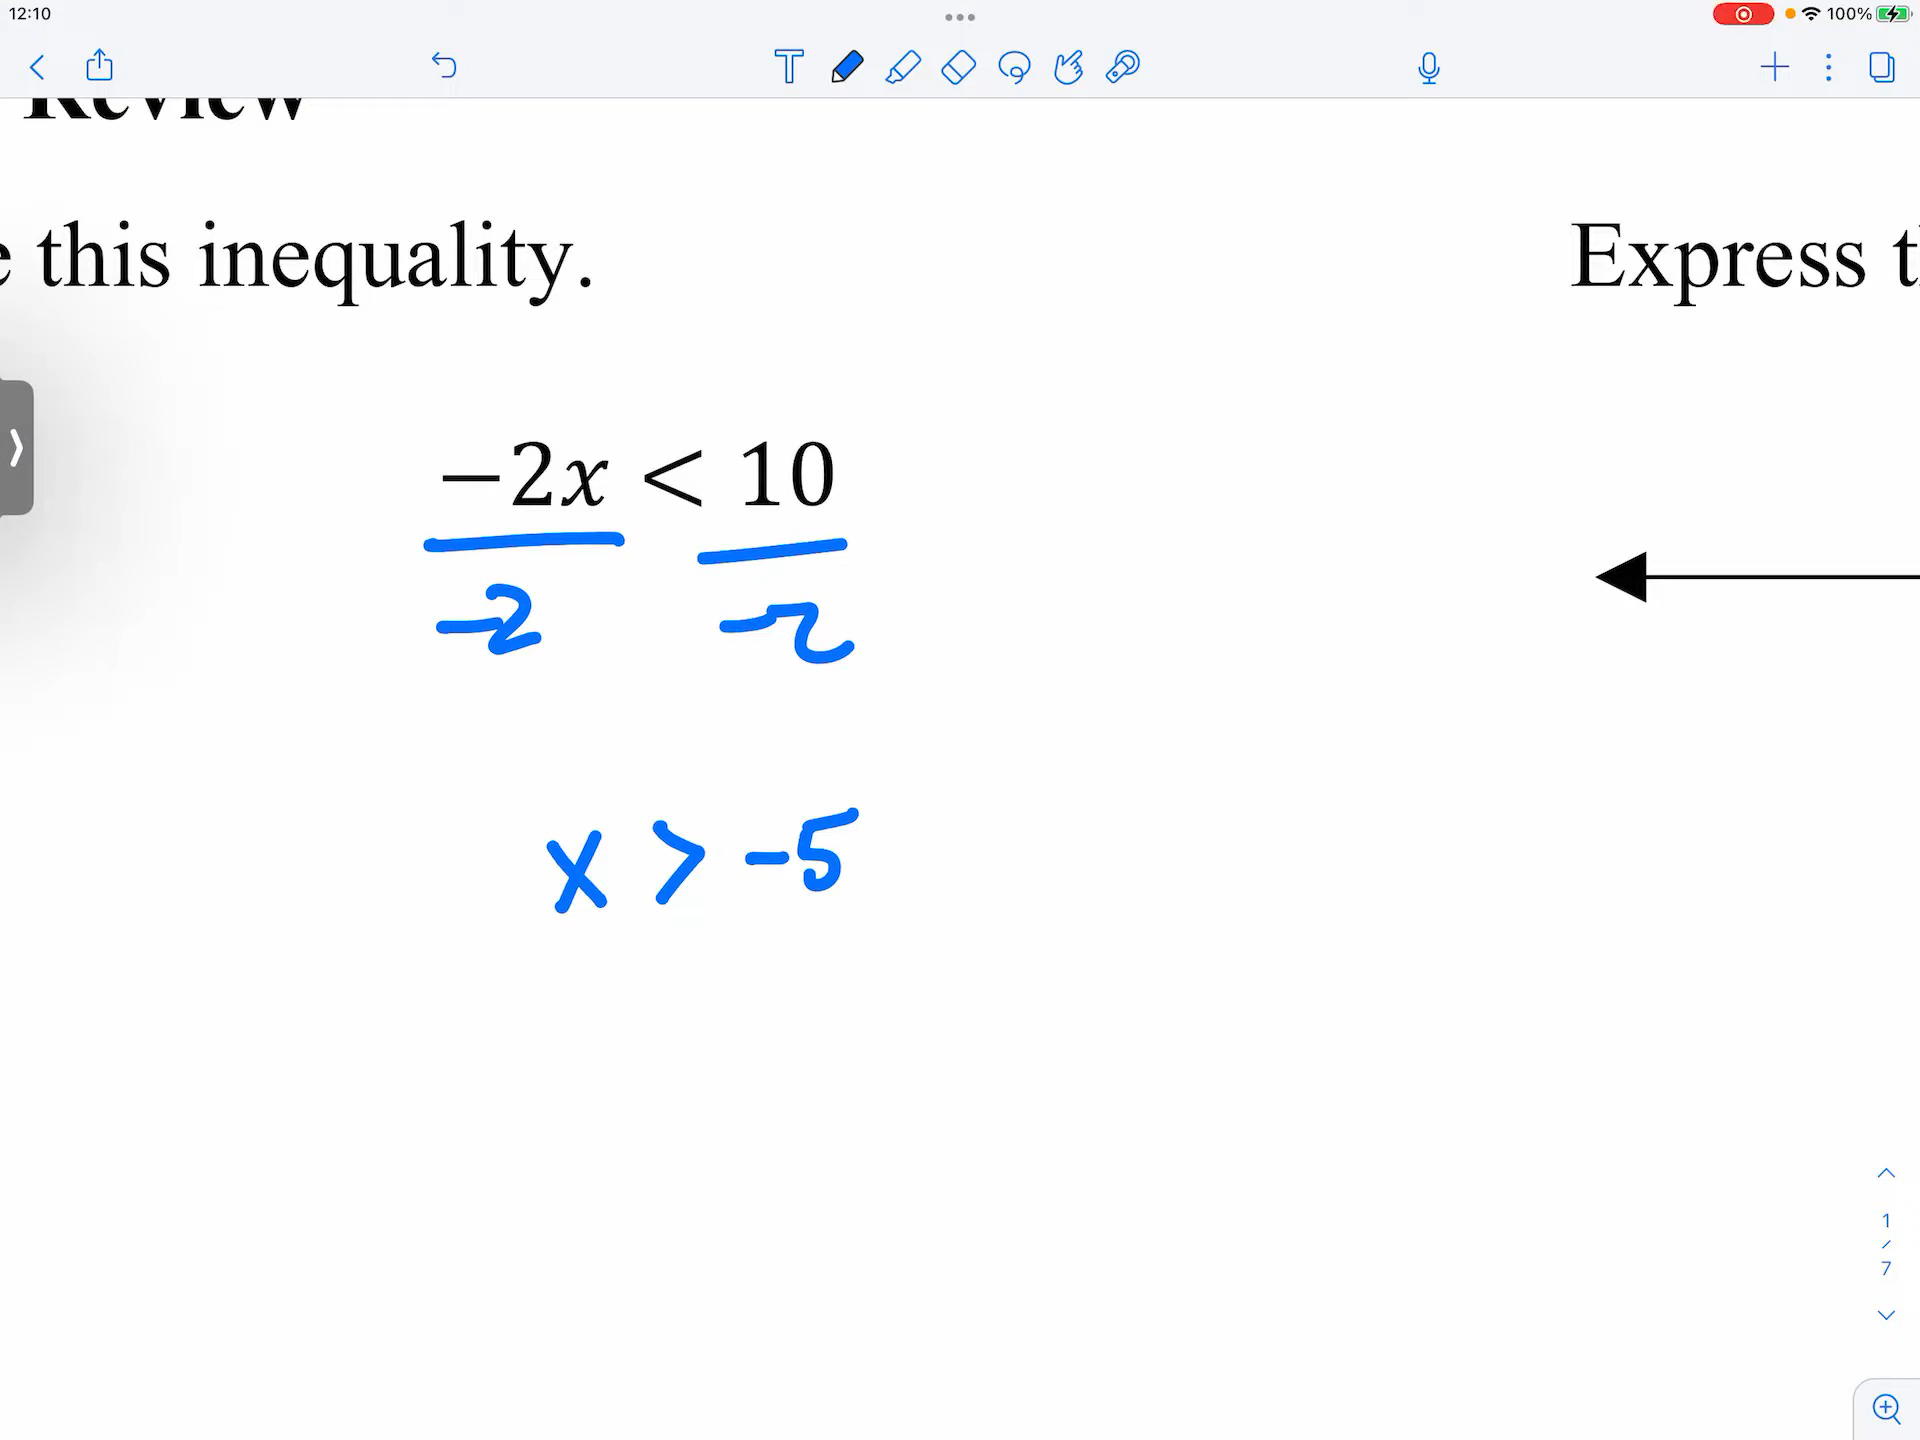 12:10
100%
Review
e this inequality.
Express t
−2x < 10
-2 -2
x > -5
1
/
7